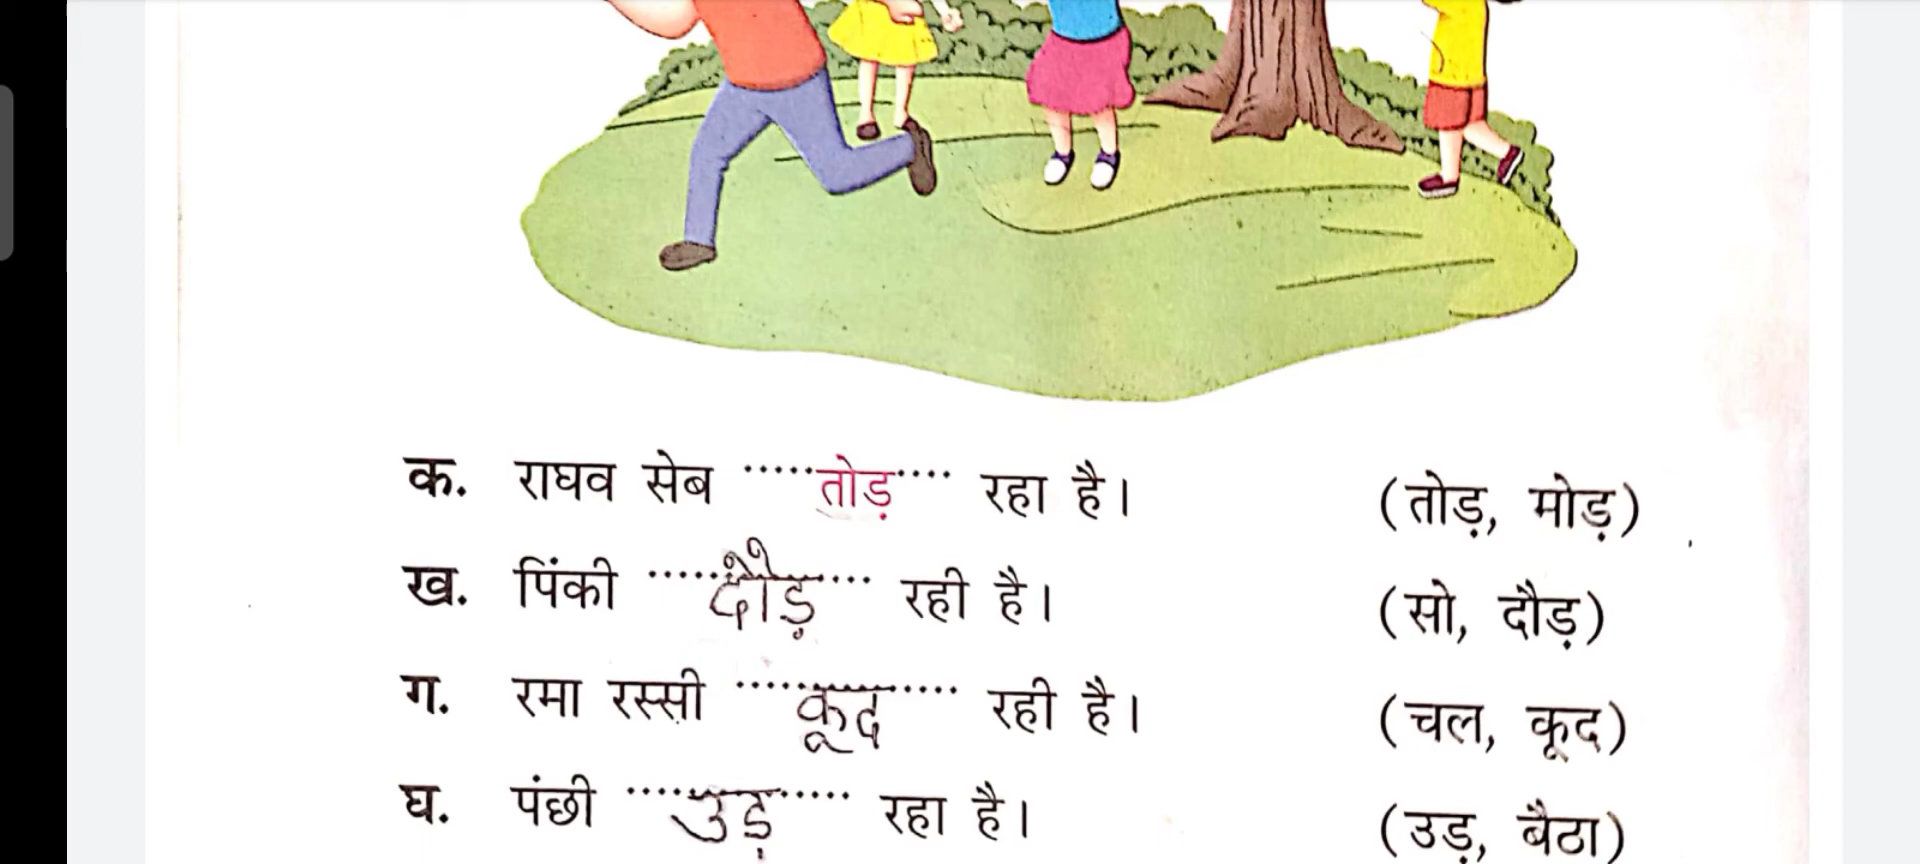 क. राघव सेब .....तोड़.... रहा है। (तोड़, मोड़)
ख. पिंकी .....दौड़.... रही है। (सो, दौड़)
ग. रमा रस्सी .....कूद.... रही है। (चल, कूद)
घ. पंछी .....उड़..... रहा है। (उड़, बैठा)